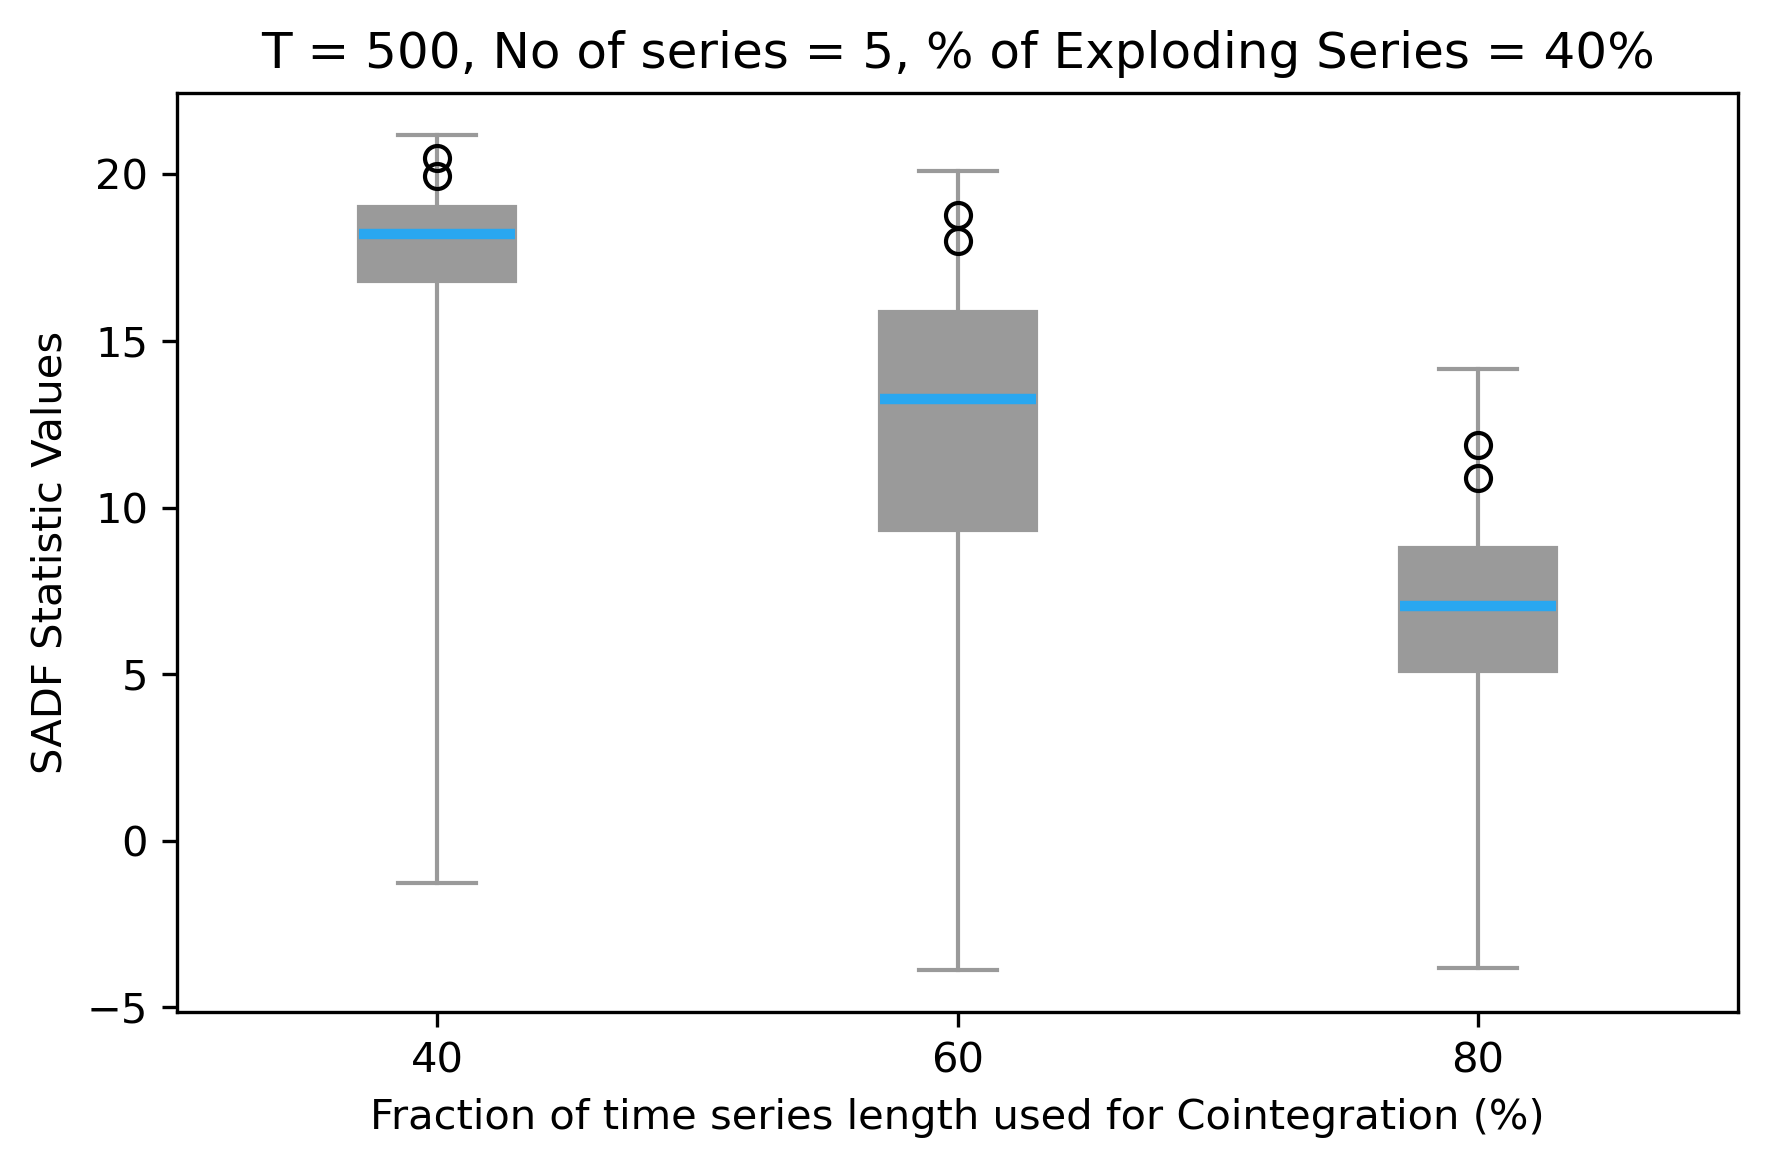 T = 500, No of series = 5, % of Exploding Series = 40%
SADF Statistic Values
20
15
10
5
0
−5
40 60 80
Fraction of time series length used for Cointegration (%)